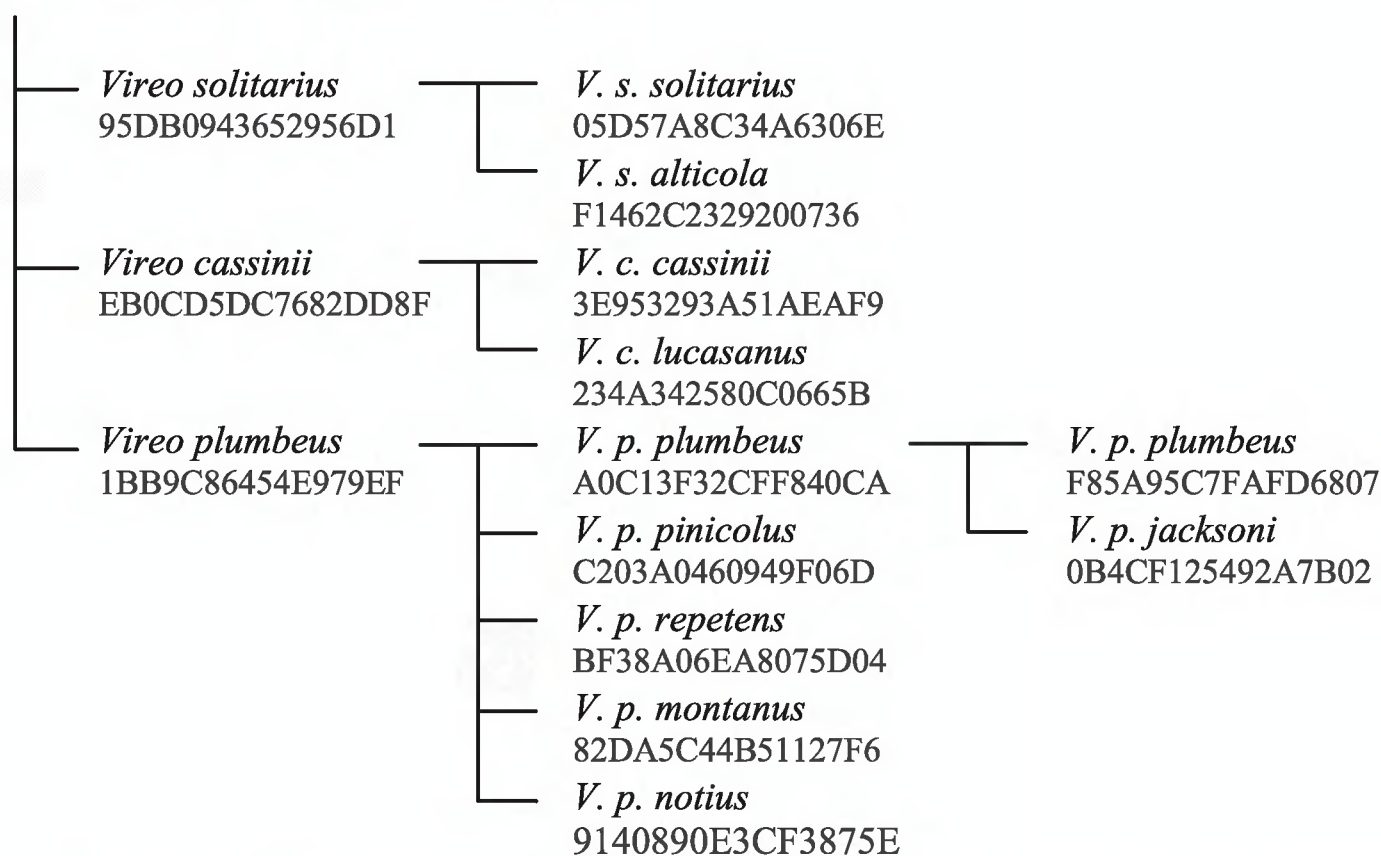 Vireo solitarius
95DB0943652956D1
V. s. solitarius
05D57A8C34A6306E
V. s. alticola
F1462C2329200736
Vireo cassinii
EB0CD5DC7682DD8F
V. c. cassinii
3E953293A51AEAF9
V. c. lucasanus
234A342580C0665B
Vireo plumbeus
1BB9C86454E979EF
V. p. plumbeus
A0C13F32CFF840CA
V. p. plumbeus
F85A95C7FAFD6807
V. p. jacksoni
0B4CF125492A7B02
V. p. pinicolus
C203A0460949F06D
V. p. repetens
BF38A06EA8075D04
V. p. montanus
82DA5C44B51127F6
V. p. notius
9140890E3CF3875E